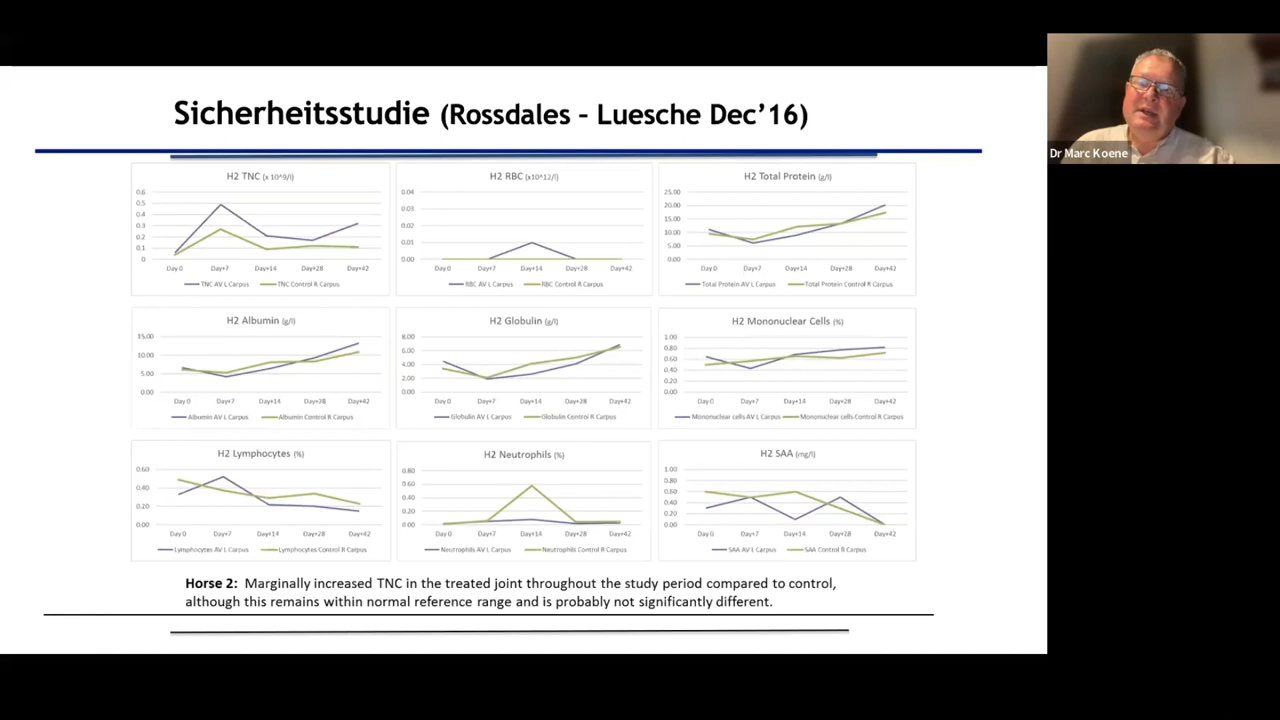 Sicherheitsstudie (Rossdales – Luesche Dec’16)
Dr Marc Koene
H2 TNC (x 10^9/l)
0.6
0.5
0.4
0.3
0.2
0.1
0
Day 0 Day+7 Day+14 Day+28 Day+42
TNC AV L Carpus TNC Control R Carpus
H2 RBC (x10^12/l)
0.04
0.03
0.02
0.01
0.00
Day 0 Day+7 Day+14 Day+28 Day+42
RBC AV L Carpus RBC Control R Carpus
H2 Total Protein (g/l)
25.00
20.00
15.00
10.00
5.00
0.00
Day 0 Day+7 Day+14 Day+28 Day+42
Total Protein AV L Carpus Total Protein Control R Carpus
H2 Albumin (g/l)
15.00
10.00
5.00
0.00
Day 0 Day+7 Day+14 Day+28 Day+42
Albumin AV L Carpus Albumin Control R Carpus
H2 Globulin (g/l)
8.00
6.00
4.00
2.00
0.00
Day 0 Day+7 Day+14 Day+28 Day+42
Globulin AV L Carpus Globulin Control R Carpus
H2 Mononuclear Cells (%)
1.00
0.80
0.60
0.40
0.20
0.00
Day 0 Day+7 Day+14 Day+28 Day+42
Mononuclear cells AV L Carpus Mononuclear cells Control R Carpus
H2 Lymphocytes (%)
0.60
0.40
0.20
0.00
Day 0 Day+7 Day+14 Day+28 Day+42
Lymphocytes AV L Carpus Lymphocytes Control R Carpus
H2 Neutrophils (%)
0.80
0.60
0.40
0.20
0.00
Day 0 Day+7 Day+14 Day+28 Day+42
Neutrophils AV L Carpus Neutrophils Control R Carpus
H2 SAA (mg/l)
1.00
0.80
0.60
0.40
0.20
0.00
Day 0 Day+7 Day+14 Day+28 Day+42
SAA AV L Carpus SAA Control R Carpus
Horse 2: Marginally increased TNC in the treated joint throughout the study period compared to control,
although this remains within normal reference range and is probably not significantly different.